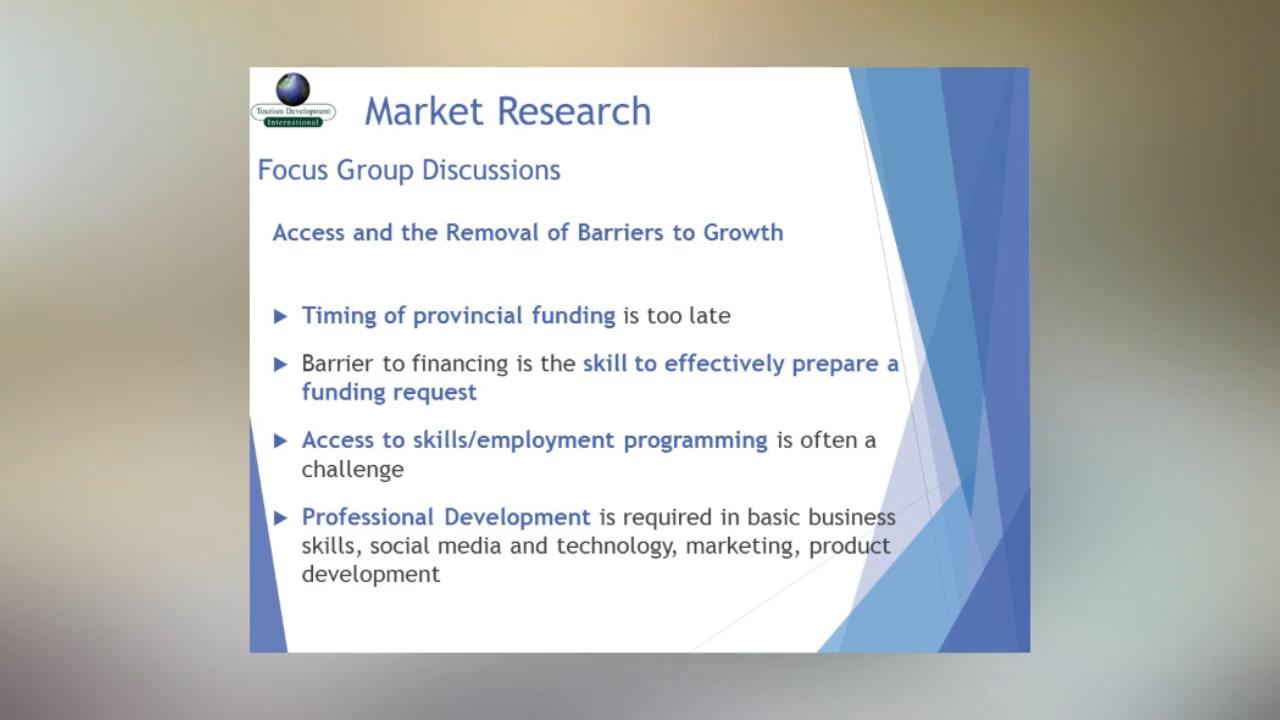 Tourism Development
International
Market Research
Focus Group Discussions
Access and the Removal of Barriers to Growth
Timing of provincial funding is too late
Barrier to financing is the skill to effectively prepare a
funding request
Access to skills/employment programming is often a
challenge
Professional Development is required in basic business
skills, social media and technology, marketing, product
development